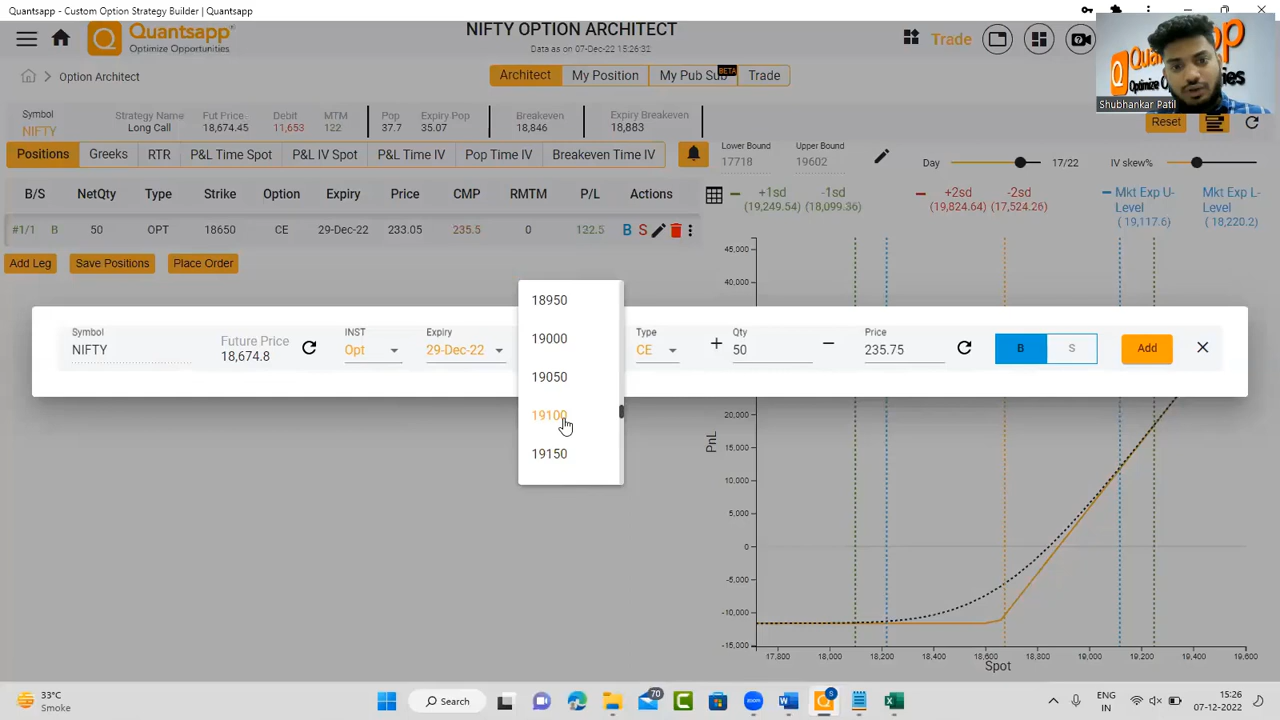 Quantsapp - Custom Option Strategy Builder | Quantsapp
Quantsapp
Optimize Opportunities
NIFTY OPTION ARCHITECT
Data as on 07-Dec-22 15:26:32
Trade
Option Architect
Architect
My Position
My Pub Sub
BETA
Trade
Shubhankar Patil
Symbol
NIFTY
Strategy Name
Long Call
Fut Price
18,674.45
Debit
11,653
MTM
122
Pop
37.7
Expiry Pop
35.07
Breakeven
18,846
Expiry Breakeven
18,883
Reset
Positions
Greeks
RTR
P&L Time Spot
P&L IV Spot
P&L Time IV
Pop Time IV
Breakeven Time IV
Lower Bound
17718
Upper Bound
19602
Day
17/22
IV skew%
B/S NetQty Type Strike Option Expiry Price CMP RMTM P/L Actions
#1/1 B 50 OPT 18650 CE 29-Dec-22 233.05 235.5 0 122.5 B S
+1sd
(19,249.54)
-1sd
(18,099.36)
+2sd
(19,824.64)
-2sd
(17,524.26)
Mkt Exp U-
Level
( 19,117.6)
Mkt Exp L-
Level
( 18,220.2)
Add Leg
Save Positions
Place Order
18950
19000
19050
19100
19150
Symbol
NIFTY
Future Price
18,674.8
INST
Opt
Expiry
29-Dec-22
Type
CE
Qty
50
Price
235.75
B
S
Add
45,000
40,000
20,000
15,000
10,000
5,000
0
-5,000
-10,000
-15,000
PnL
17,800 18,000 18,200 18,400 18,600 18,800 19,000 19,200 19,400 19,600
Spot
33°C
Smoke
Search
70
ENG
IN
15:26
07-12-2022